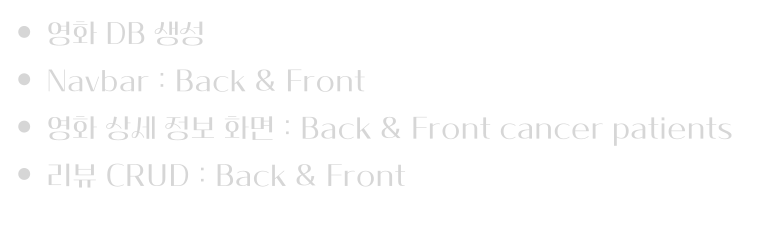 • 영화 DB 생성
• Navbar : Back & Front
• 영화 상세 정보 화면 : Back & Front cancer patients
• 리뷰 CRUD : Back & Front